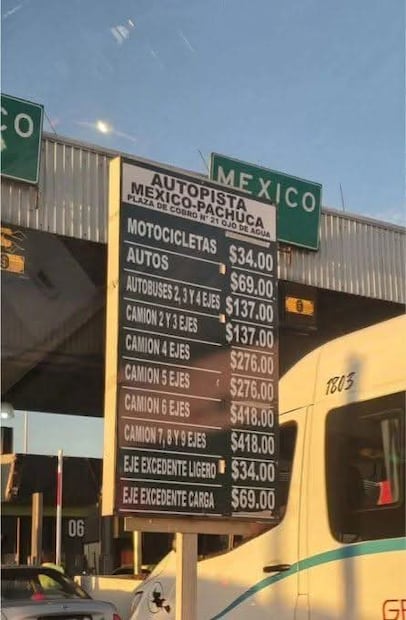 CO
MEXICO
AUTOPISTA
MEXICO-PACHUCA
PLAZA DE COBRO Nº 21 OJO DE AGUA
MOTOCICLETAS $34.00
AUTOS $69.00
AUTOBUSES 2, 3 Y 4 EJES $137.00
CAMION 2 Y 3 EJES $137.00
CAMION 4 EJES $276.00
CAMION 5 EJES $276.00
CAMION 6 EJES $418.00
CAMION 7, 8 Y 9 EJES $418.00
EJE EXCEDENTE LIGERO $34.00
EJE EXCEDENTE CARGA $69.00
1803
06